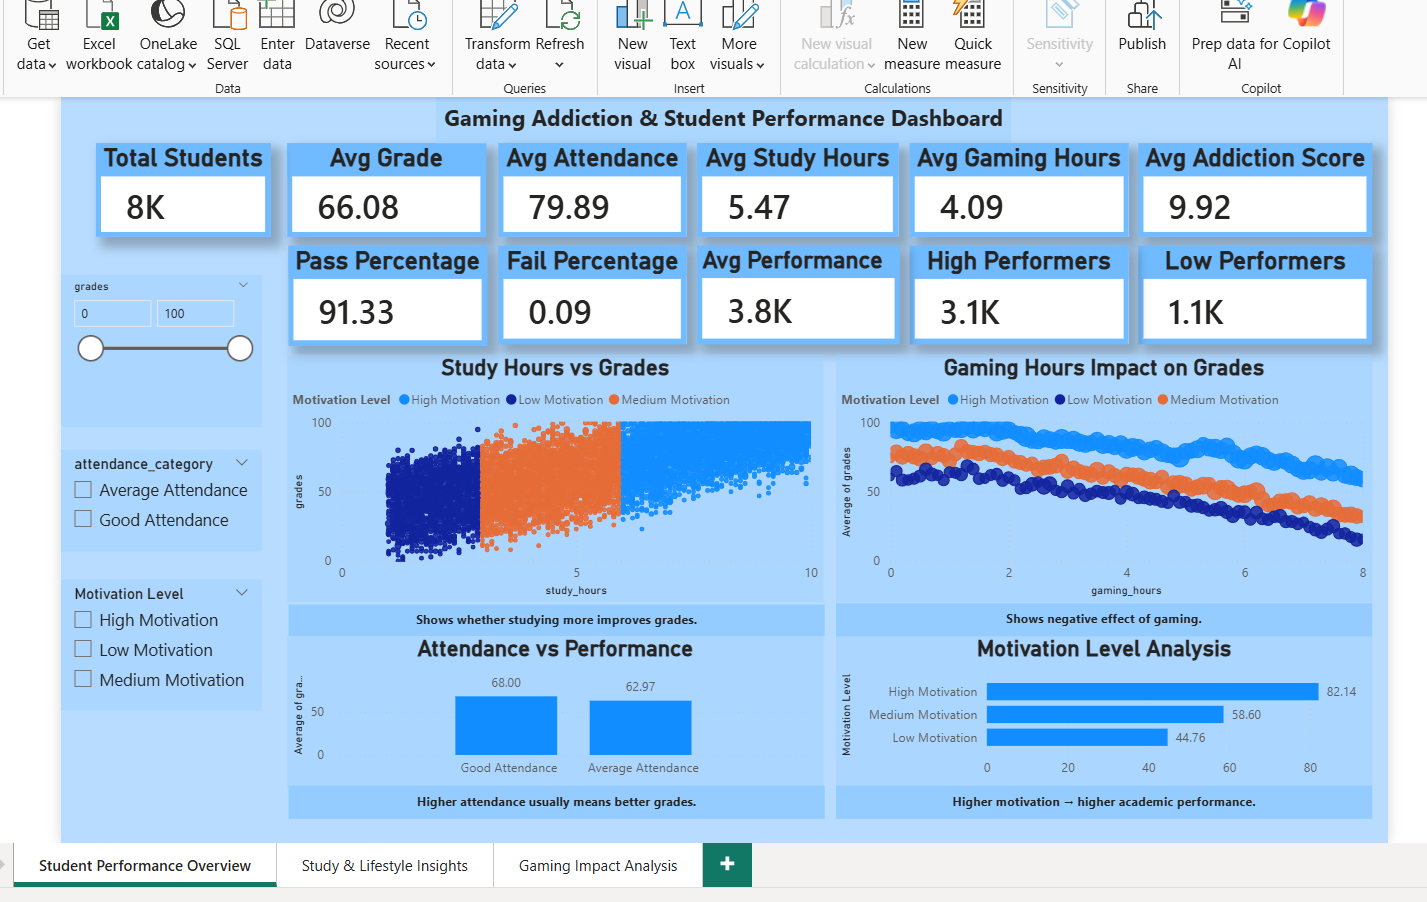 Get data
Excel workbook
OneLake catalog
SQL Server
Enter data
Dataverse
Recent sources
Data
Transform data
Refresh
Queries
New visual
Text box
More visuals
Insert
New visual calculation
New measure
Quick measure
Calculations
Sensitivity
Sensitivity
Publish
Share
Prep data for AI
Copilot
Copilot
Gaming Addiction & Student Performance Dashboard
Total Students
8K
Avg Grade
66.08
Avg Attendance
79.89
Avg Study Hours
5.47
Avg Gaming Hours
4.09
Avg Addiction Score
9.92
Pass Percentage
91.33
Fail Percentage
0.09
Avg Performance
3.8K
High Performers
3.1K
Low Performers
1.1K
grades
0
100
attendance_category
Average Attendance
Good Attendance
Motivation Level
High Motivation
Low Motivation
Medium Motivation
Study Hours vs Grades
Motivation Level High Motivation Low Motivation Medium Motivation
grades
100
50
0
0 5 10
study_hours
Shows whether studying more improves grades.
Gaming Hours Impact on Grades
Motivation Level High Motivation Low Motivation Medium Motivation
Average of grades
100
50
0
0 2 4 6 8
gaming_hours
Shows negative effect of gaming.
Attendance vs Performance
Average of gra...
50
0
68.00
62.97
Good Attendance Average Attendance
Higher attendance usually means better grades.
Motivation Level Analysis
Motivation Level
High Motivation 82.14
Medium Motivation 58.60
Low Motivation 44.76
0 20 40 60 80
Higher motivation → higher academic performance.
Student Performance Overview
Study & Lifestyle Insights
Gaming Impact Analysis